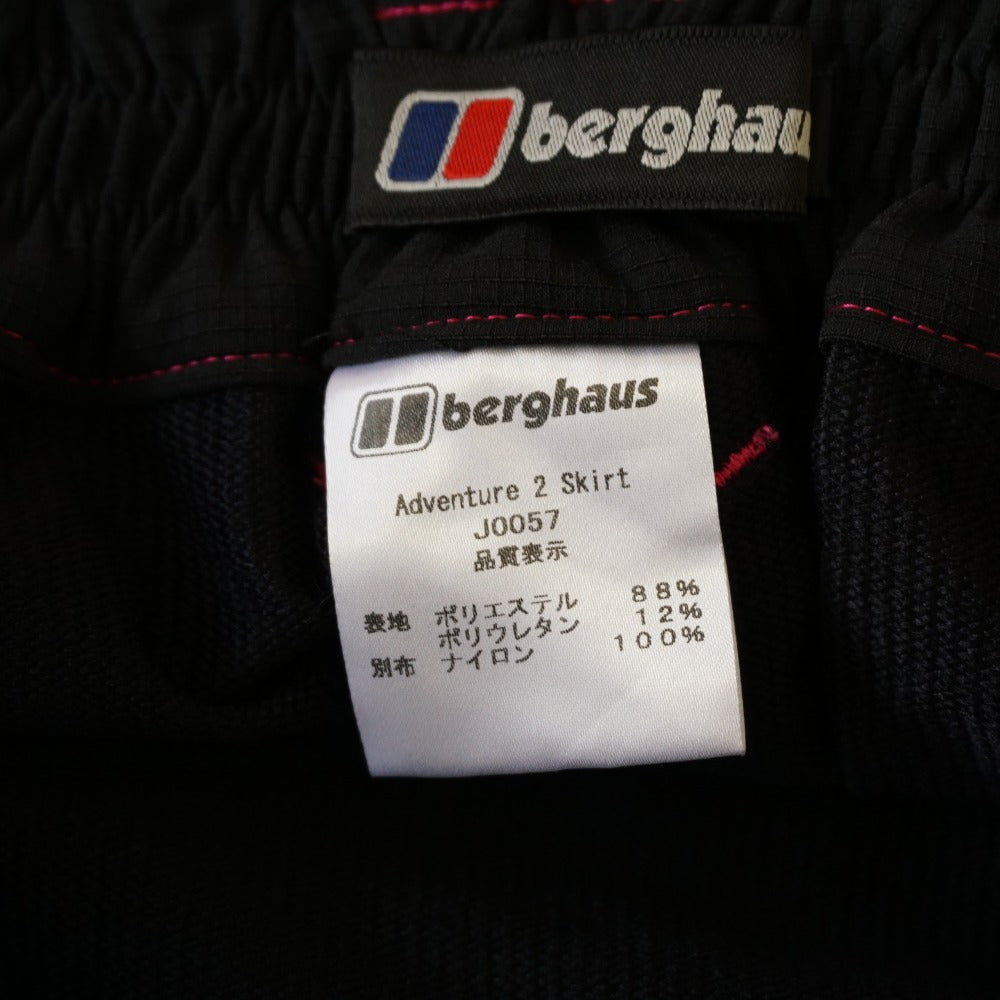 berghaus
berghaus
Adventure 2 Skirt
J0057
品質表示
表地 ポリエステル 88%
ポリウレタン 12%
別布 ナイロン 100%